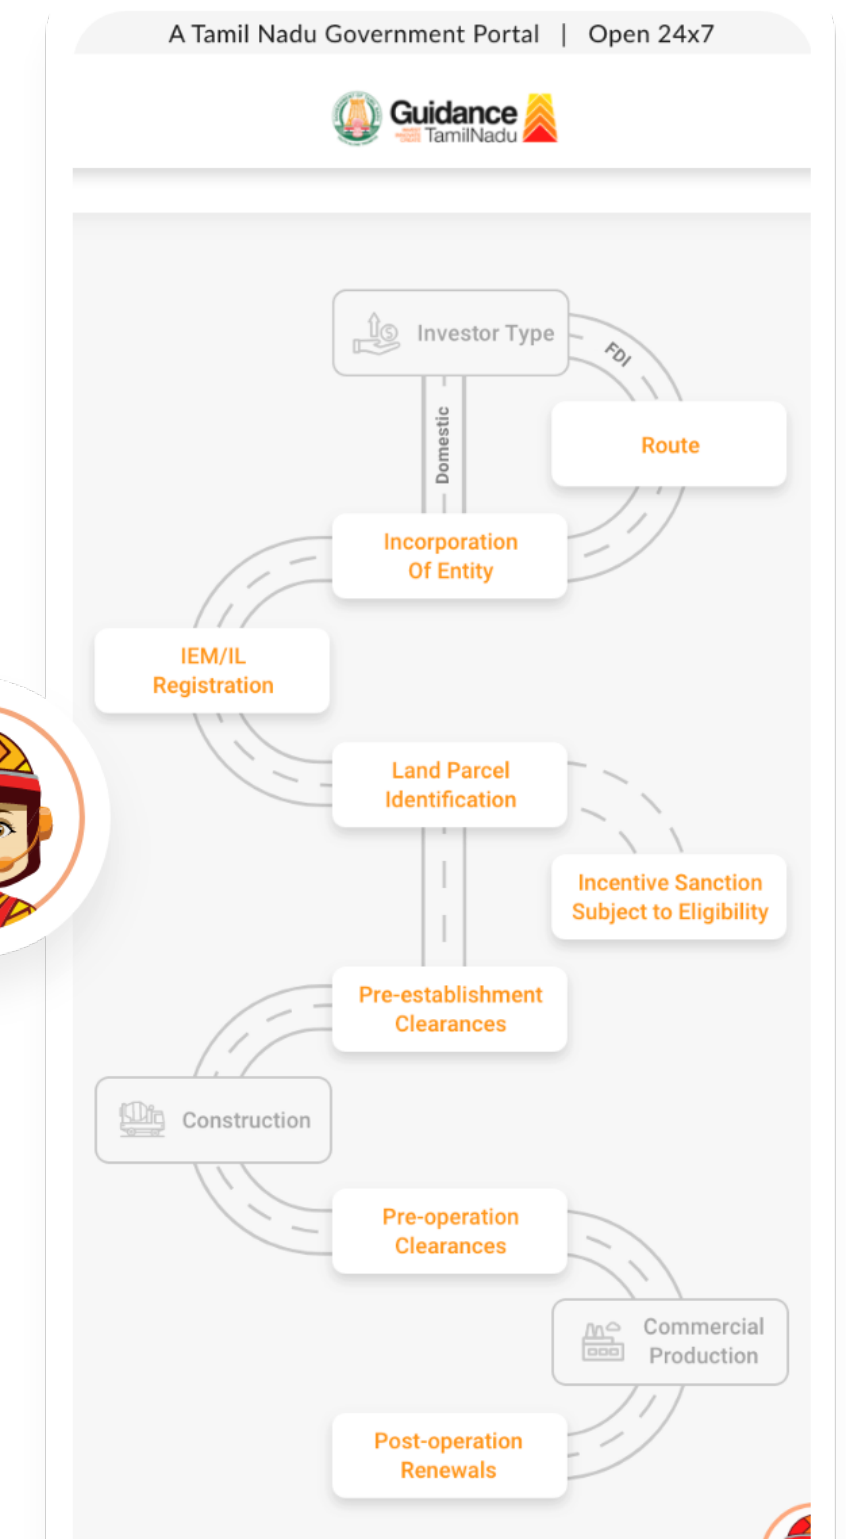 A Tamil Nadu Government Portal | Open 24x7
Guidance
TamilNadu
Investor Type
FDI
Domestic
Route
Incorporation
Of Entity
IEM/IL
Registration
Land Parcel
Identification
Incentive Sanction
Subject to Eligibility
Pre-establishment
Clearances
Construction
Pre-operation
Clearances
Commercial
Production
Post-operation
Renewals